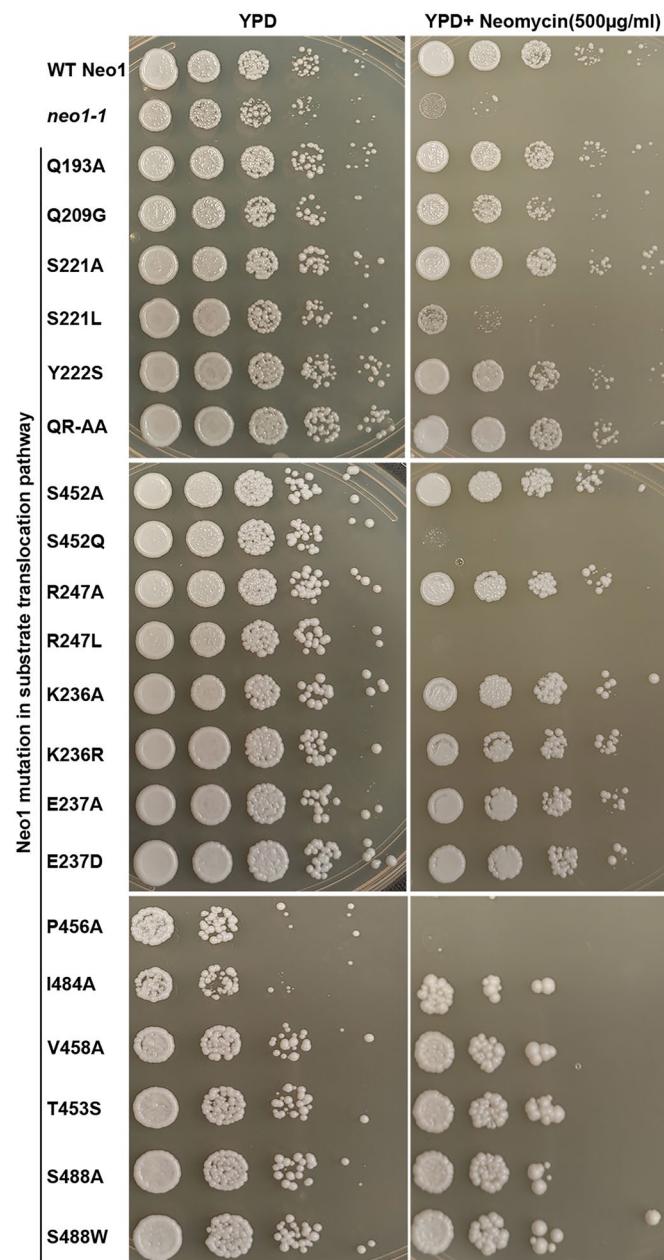 YPD
YPD+ Neomycin(500µg/ml)
WT Neo1
neo1-1
Q193A
Q209G
S221A
S221L
Y222S
QR-AA
S452A
S452Q
R247A
R247L
K236A
K236R
E237A
E237D
P456A
I484A
V458A
T453S
S488A
S488W
Neo1 mutation in substrate translocation pathway